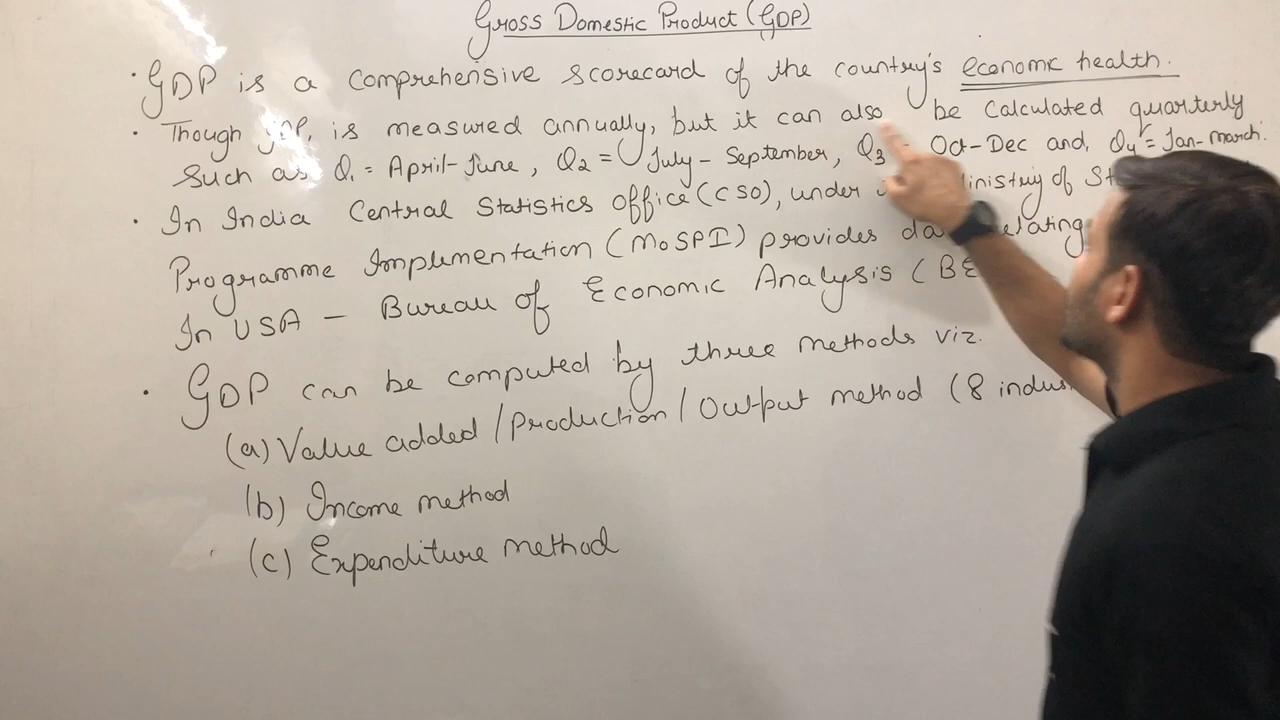 Gross Domestic Product (GDP)
· GDP is a comprehensive scorecard of the country's economic health.
· Though GDP, is measured annually, but it can also be calculated quarterly
such as Q1 = April-June, Q2 = July - September, Q3 = Oct-Dec and, Q4 = Jan-march.
· In India Central Statistics office (CSO), under Ministry of
Programme Implementation (MoSPI) provides relating
In USA - Bureau of Economic Analysis (BE
· GDP can be computed by three methods viz.
(a) Value added / Production / Output method (8
(b) Income method
(c) Expenditure method